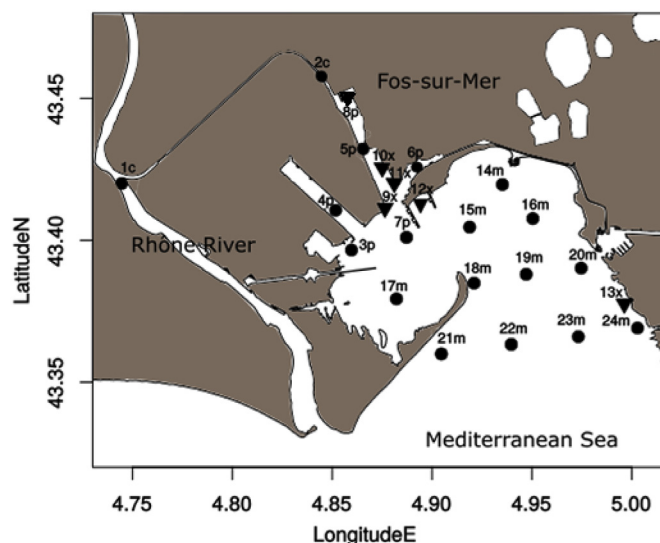 2c
Fos-sur-Mer
8p
5p
10x
6p
11x
1c
12x
14m
9x
4p
16m
15m
7p
Rhône River
3p
20m
19m
18m
17m
13x
24m
23m
22m
21m
Mediterranean Sea
43.45
43.40
43.35
LatitudeN
4.75 4.80 4.85 4.90 4.95 5.00
LongitudeE